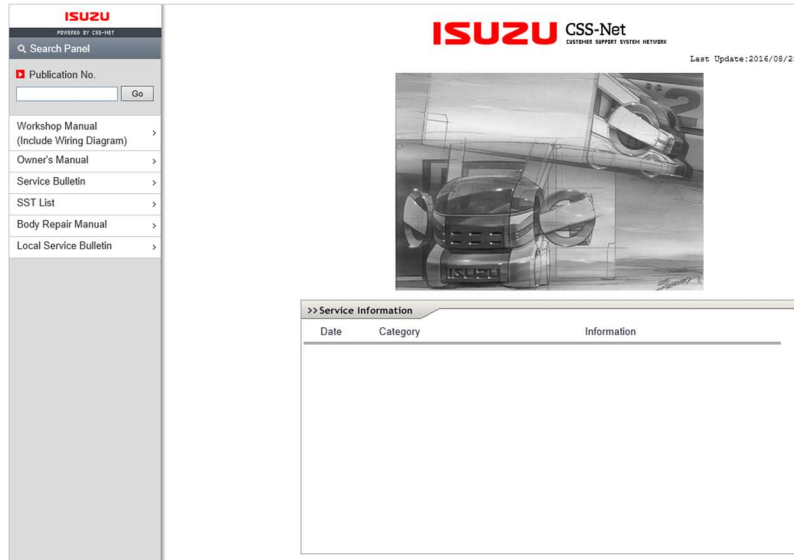 ISUZU
POWERED BY CSS-NET
Search Panel
Publication No.
Go
Workshop Manual
(Include Wiring Diagram)
Owner's Manual
Service Bulletin
SST List
Body Repair Manual
Local Service Bulletin
ISUZU CSS-Net
CUSTOMER SUPPORT SYSTEM NETWORK
Last Update:2016/08/2
2
ISUZU
>>Service Information
Date Category Information